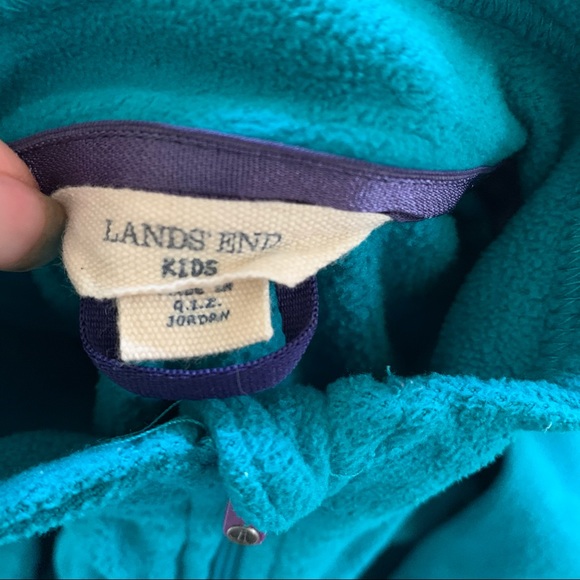 LANDS' END
KIDS
MADE IN
Q.I.Z.
JORDAN